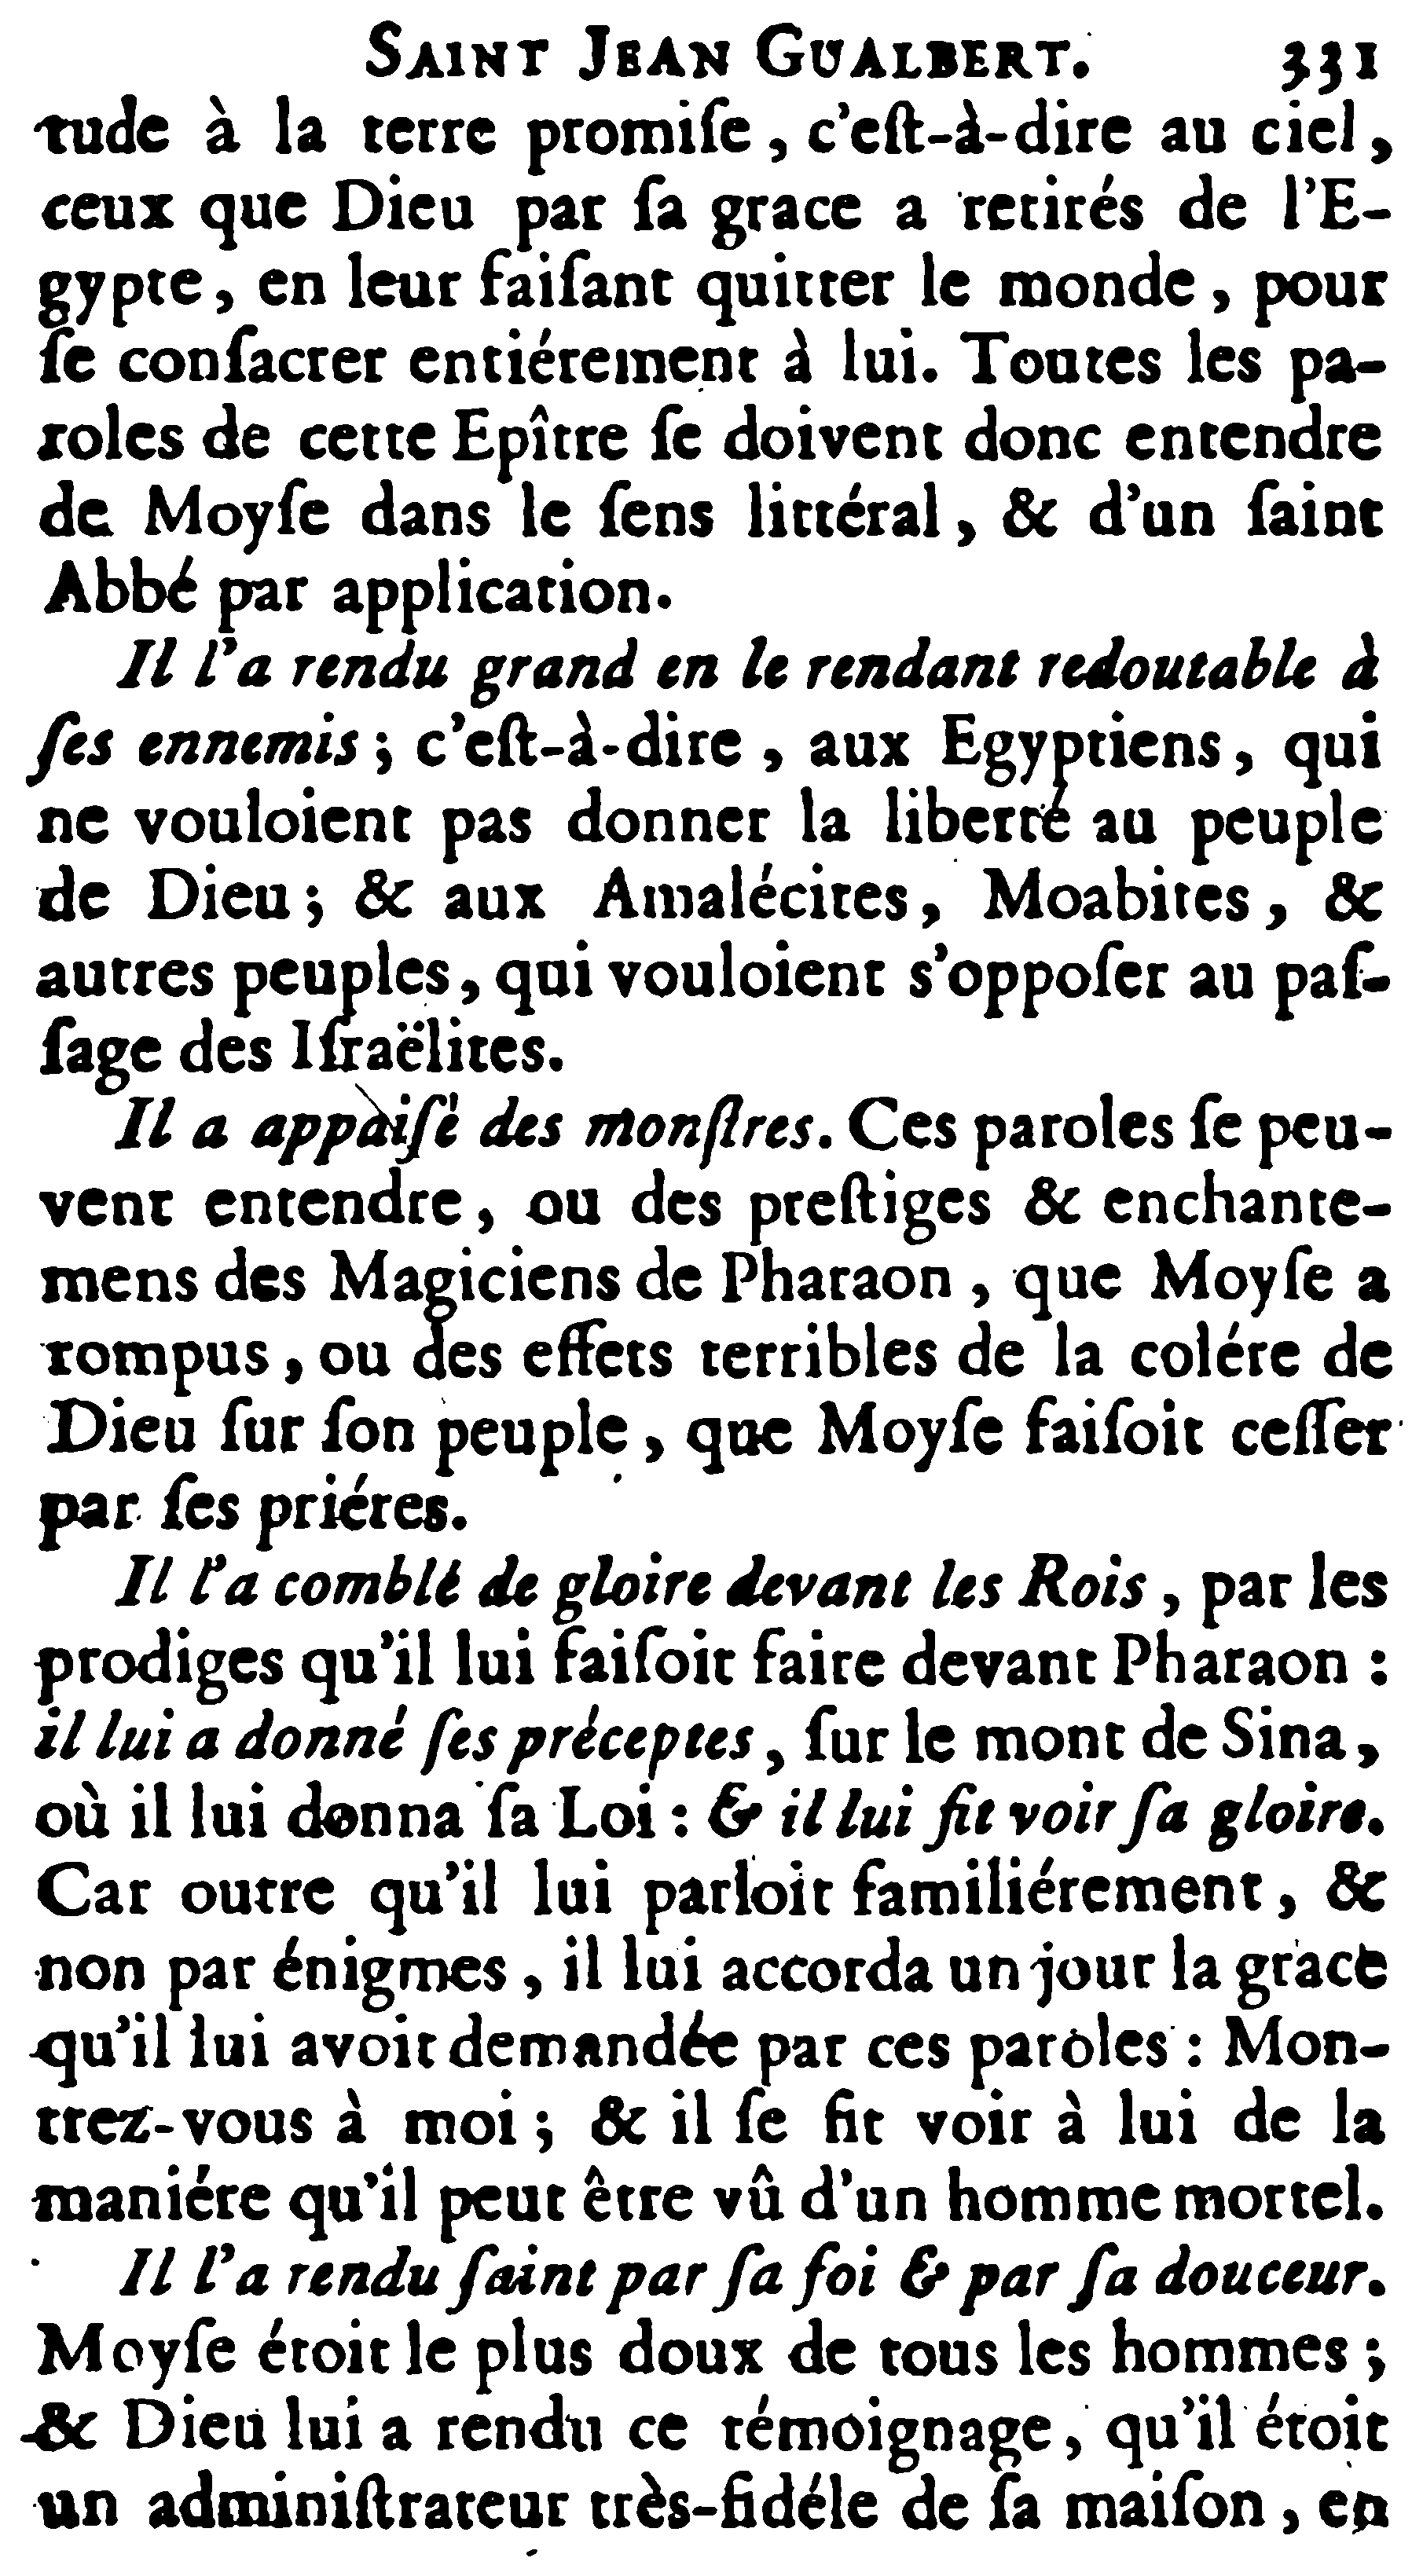 SAINT JEAN GUALBERT. 331
tude à la terre promiſe , c'eſt-à-dire au ciel ,
ceux que Dieu par ſa grace a retirés de l'E-
gypte , en leur faiſant quitter le monde , pour
ſe conſacrer entiérement à lui. Toutes les pa-
roles de cette Epître ſe doivent donc entendre
de Moyſe dans le ſens littéral , & d'un ſaint
Abbé par application.
Il l'a rendu grand en le rendant redoutable à
ſes ennemis ; c'eſt-à-dire , aux Egyptiens , qui
ne vouloient pas donner la liberté au peuple
de Dieu ; & aux Amalécites , Moabites , &
autres peuples , qui vouloient s'oppoſer au paſ-
ſage des Iſraëlites.
Il a appaiſé des monſtres. Ces paroles ſe peu-
vent entendre , ou des preſtiges & enchante-
mens des Magiciens de Pharaon , que Moyſe a
rompus , ou des effets terribles de la colére de
Dieu ſur ſon peuple , que Moyſe faiſoit ceſſer
par ſes priéres.
Il l'a comblé de gloire devant les Rois , par les
prodiges qu'il lui faiſoit faire devant Pharaon :
il lui a donné ſes préceptes , ſur le mont de Sina ,
où il lui donna ſa Loi : & il lui fit voir ſa gloire.
Car outre qu'il lui parloit familiérement , &
non par énigmes , il lui accorda un jour la grace
qu'il lui avoit demandée par ces paroles : Mon-
trez-vous à moi ; & il ſe fit voir à lui de la
maniére qu'il peut être vû d'un homme mortel.
Il l'a rendu ſaint par ſa foi & par ſa douceur.
Moyſe étoit le plus doux de tous les hommes ;
& Dieu lui a rendu ce témoignage , qu'il étoit
un adminiſtrateur très-fidéle de ſa maiſon , en